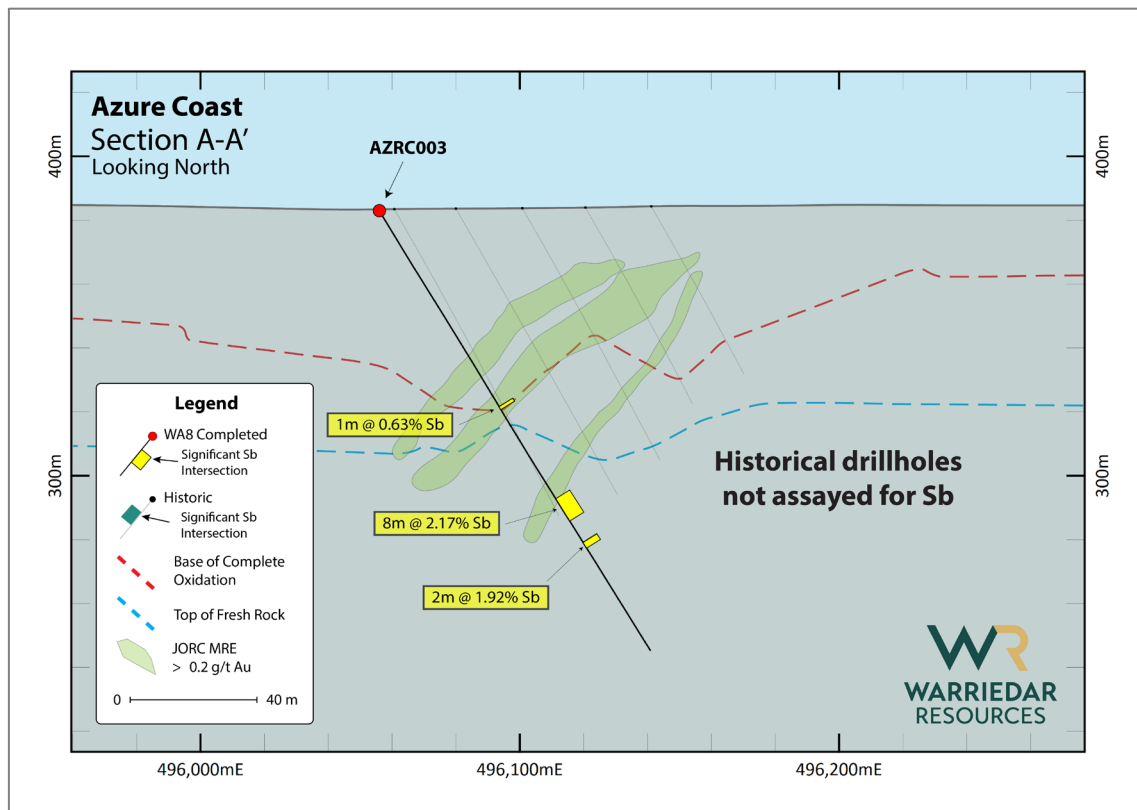 Azure Coast
Section A-A’
Looking North
AZRC003
400m
400m
300m
300m
1m @ 0.63% Sb
8m @ 2.17% Sb
2m @ 1.92% Sb
Historical drillholes
not assayed for Sb
Legend
WA8 Completed
Significant Sb
Intersection
Historic
Significant Sb
Intersection
Base of Complete
Oxidation
Top of Fresh Rock
JORC MRE
> 0.2 g/t Au
0 40 m
WR
WARRIEDAR
RESOURCES
496,000mE
496,100mE
496,200mE